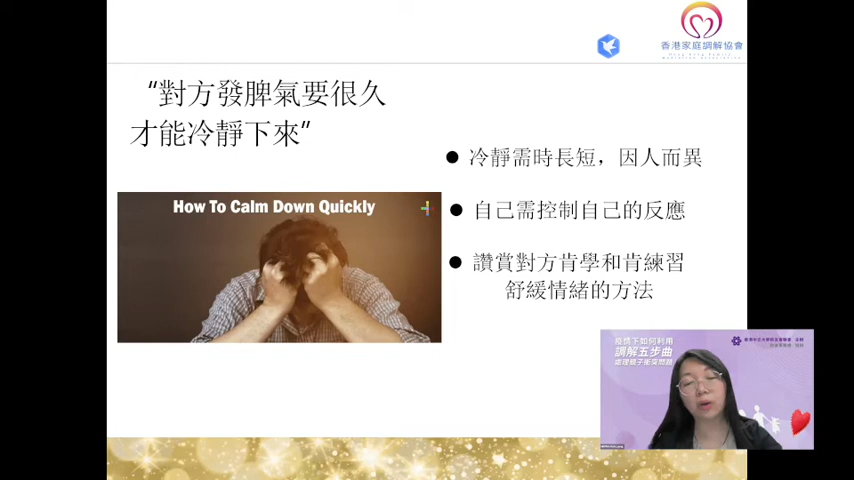 香港家庭調解協會
“對方發脾氣要很久
才能冷靜下來”
How To Calm Down Quickly
● 冷靜需時長短，因人而異
● 自己需控制自己的反應
● 讚賞對方肯學和肯練習
舒緩情緒的方法
疫情下如何利用
調解五步曲
處理親子衝突問題